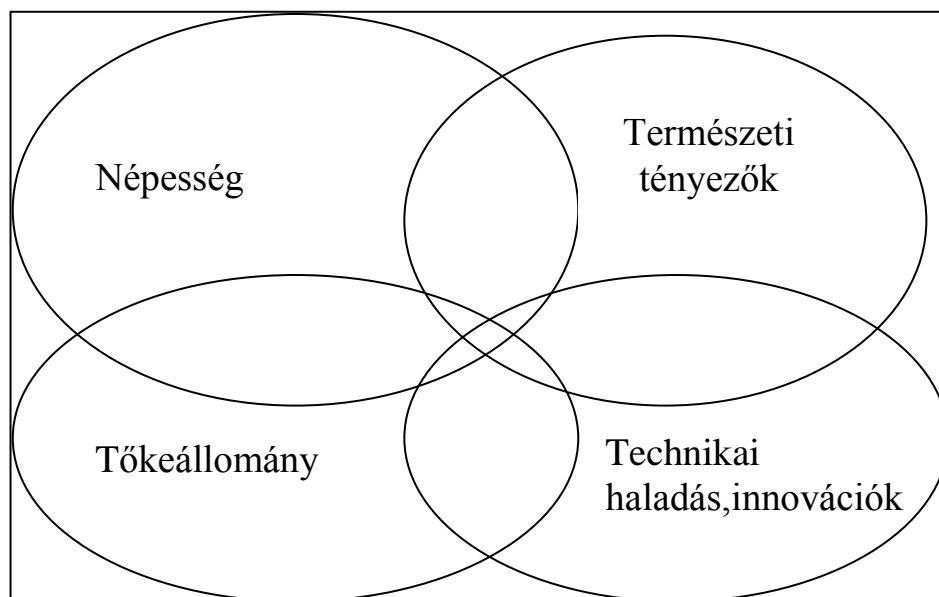 Népesség
Természeti
tényezők
Tőkeállomány
Technikai
haladás,innovációk